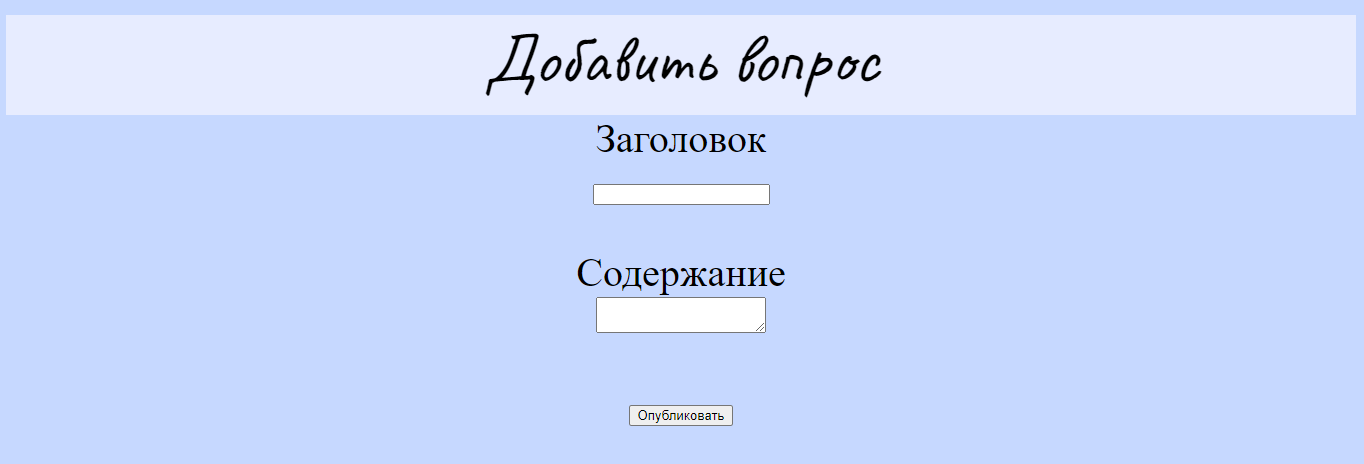 Добавить вопрос
Заголовок
Содержание
Опубликовать